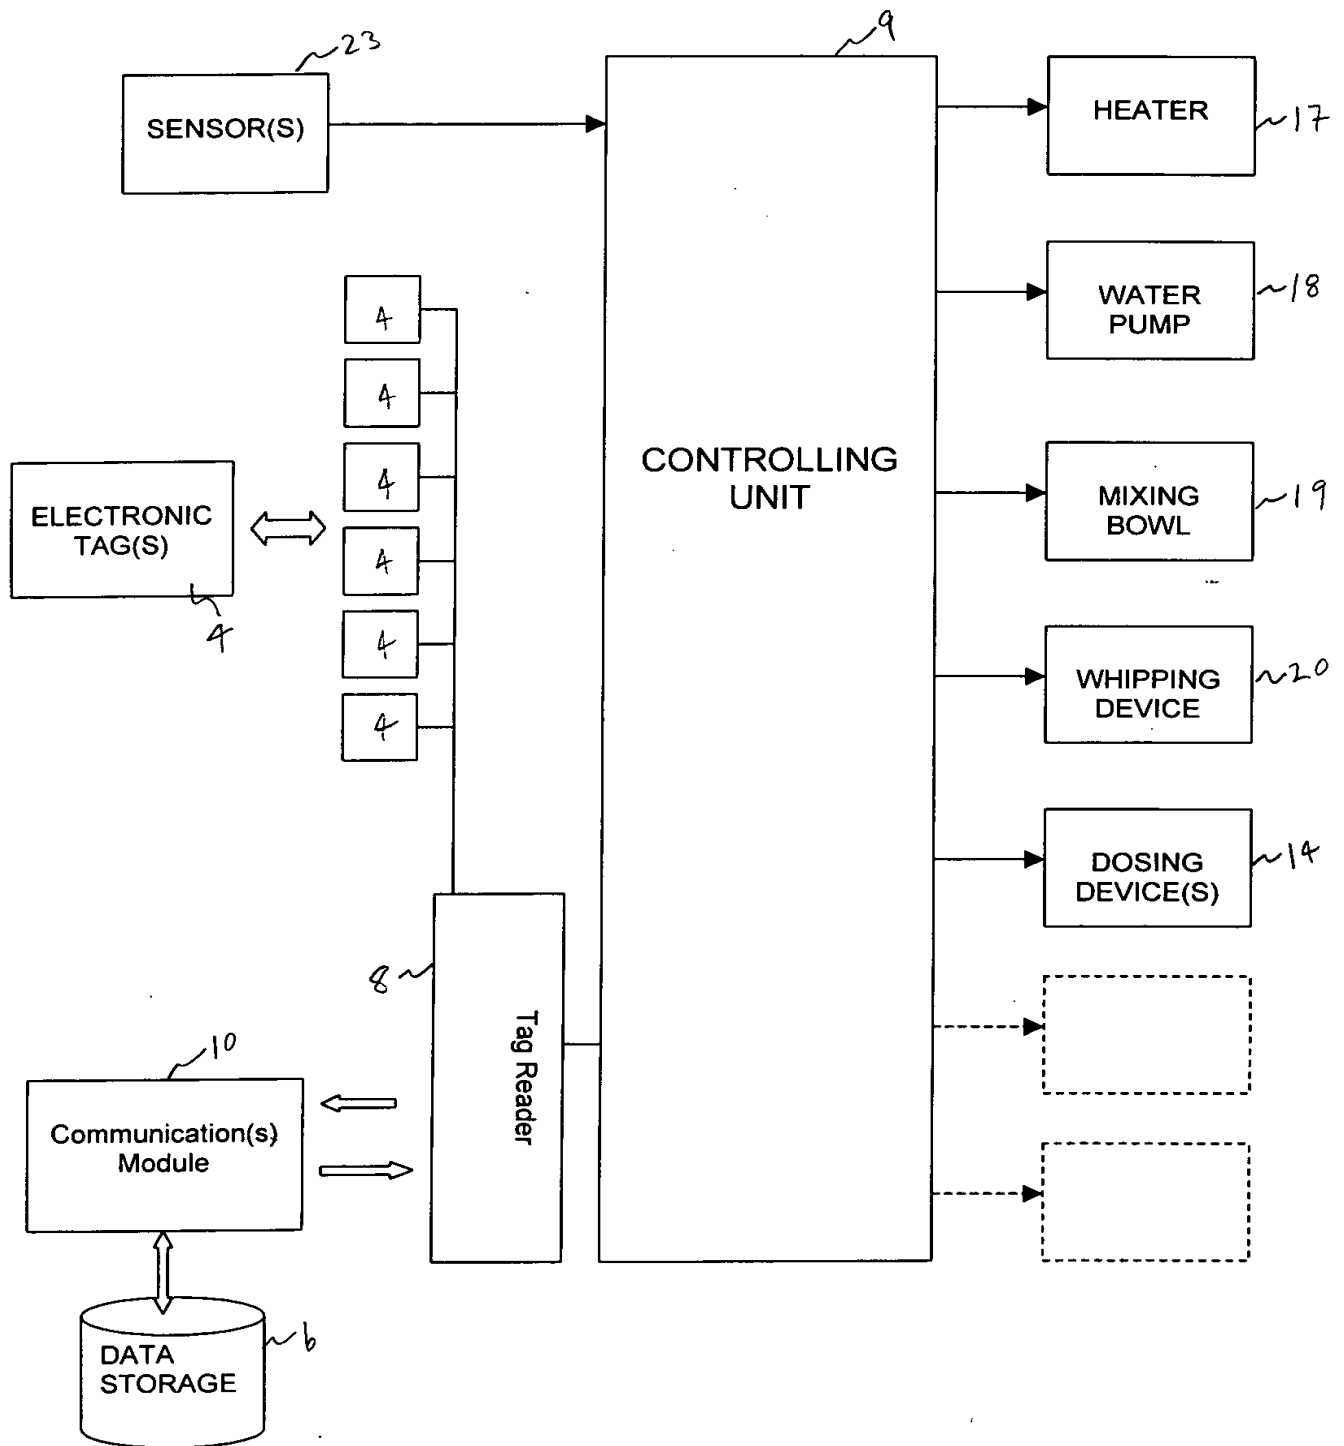 23
SENSOR(S)
9
HEATER
17
4
WATER
PUMP
18
4
4
CONTROLLING
UNIT
MIXING
BOWL
19
ELECTRONIC
TAG(S)
4
4
4
4
WHIPPING
DEVICE
20
4
DOSING
DEVICE(S)
14
8
Tag Reader
10
Communication(s)
Module
6
DATA
STORAGE